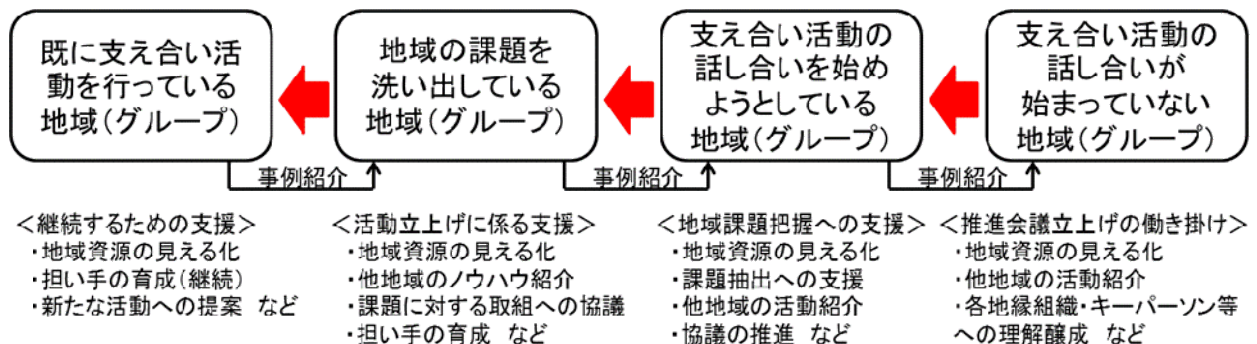 既に支え合い活
動を行っている
地域(グループ)
地域の課題を
洗い出している
地域(グループ)
支え合い活動の
話し合いを始め
ようとしている
地域(グループ)
支え合い活動の
話し合いが
始まっていない
地域(グループ)
事例紹介
事例紹介
事例紹介
<継続するための支援>
・地域資源の見える化
・担い手の育成(継続)
・新たな活動への提案 など
<活動立上げに係る支援>
・地域資源の見える化
・他地域のノウハウ紹介
・課題に対する取組への協議
・担い手の育成 など
<地域課題把握への支援>
・地域資源の見える化
・課題抽出への支援
・他地域の活動紹介
・協議の推進 など
<推進会議立上げの働き掛け>
・地域資源の見える化
・他地域の活動紹介
・各地縁組織・キーパーソン等
への理解醸成 など